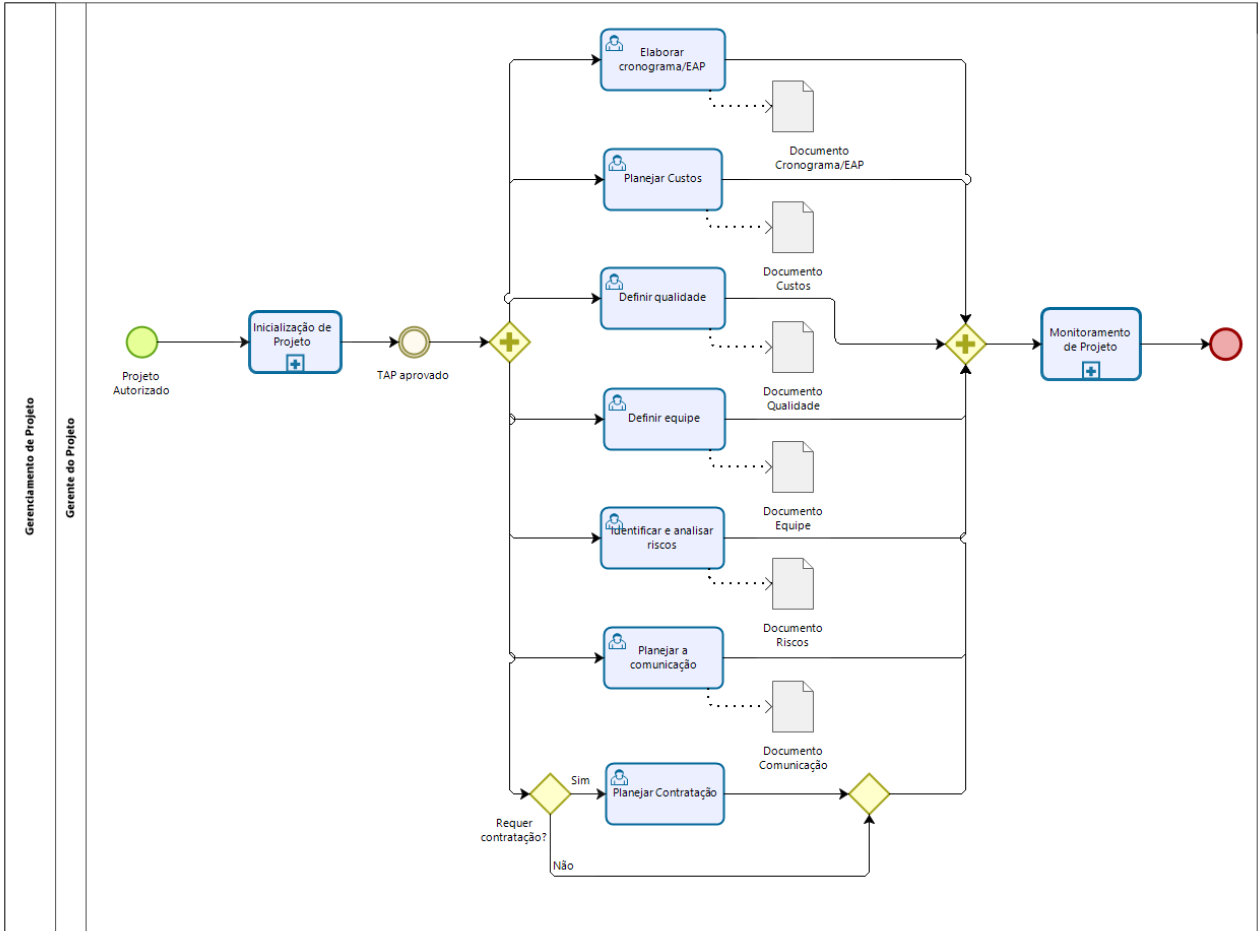 Gerenciamento de Projeto
Gerente do Projeto
Projeto
Autorizado
Inicialização de
Projeto
TAP aprovado
Elaborar
cronograma/EAP
Documento
Cronograma/EAP
Planejar Custos
Documento
Custos
Definir qualidade
Documento
Qualidade
Definir equipe
Documento
Equipe
Identificar e analisar
riscos
Documento
Riscos
Planejar a
comunicação
Documento
Comunicação
Requer
contratação?
Sim
Não
Planejar Contratação
Monitoramento
de Projeto